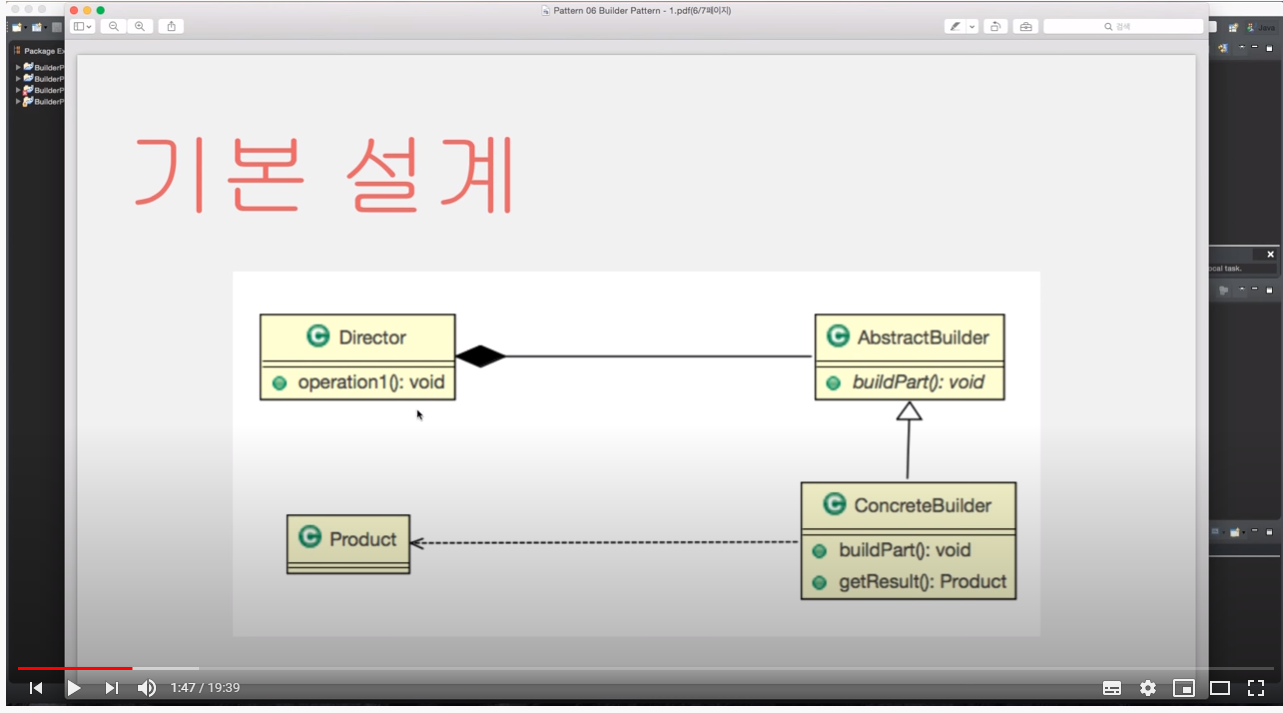 Pattern 06 Builder Pattern - 1.pdf(6/7페이지)
검색
Java
Package Ex
BuilderP
BuilderP
BuilderP
BuilderP
기본 설계
ocal task.
Director
operation1(): void
AbstractBuilder
buildPart(): void
Product
ConcreteBuilder
buildPart(): void
getResult(): Product
1:47 / 19:39